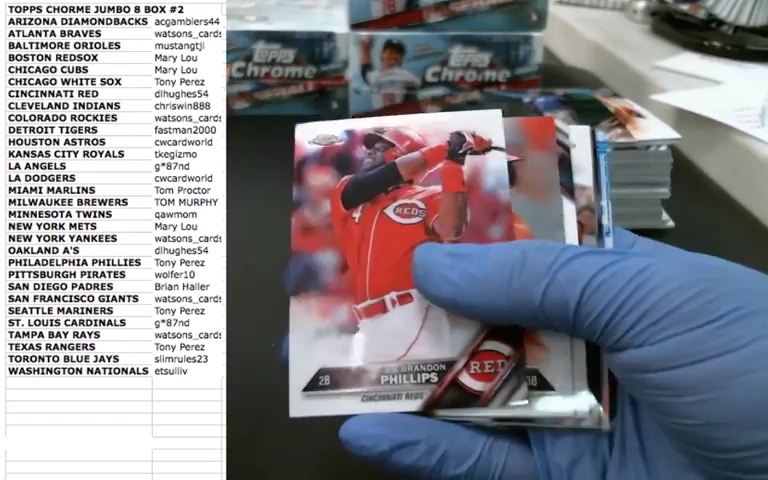 TOPPS CHORME JUMBO 8 BOX #2
ARIZONA DIAMONDBACKS acgamblers44
ATLANTA BRAVES watsons_cards
BALTIMORE ORIOLES mustangtji
BOSTON REDSOX Mary Lou
CHICAGO CUBS Mary Lou
CHICAGO WHITE SOX Tony Perez
CINCINNATI RED dlhughes54
CLEVELAND INDIANS chriswin888
COLORADO ROCKIES watsons_cards
DETROIT TIGERS fastman2000
HOUSTON ASTROS cwcardworld
KANSAS CITY ROYALS tkegizmo
LA ANGELS g*87nd
LA DODGERS cwcardworld
MIAMI MARLINS Tom Proctor
MILWAUKEE BREWERS TOM MURPHY
MINNESOTA TWINS qawmom
NEW YORK METS Mary Lou
NEW YORK YANKEES watsons_cards
OAKLAND A'S dlhughes54
PHILADELPHIA PHILLIES Tony Perez
PITTSBURGH PIRATES wolfer10
SAN DIEGO PADRES Brian Haller
SAN FRANCISCO GIANTS watsons_cards
SEATTLE MARINERS Tony Perez
ST. LOUIS CARDINALS g*87nd
TAMPA BAY RAYS watsons_cards
TEXAS RANGERS Tony Perez
TORONTO BLUE JAYS slimrules23
WASHINGTON NATIONALS etsulliv
TOPPS Chrome
TOPPS Chrome
REDS
BRANDON
2B PHILLIPS
REDS
CINCINNATI REDS